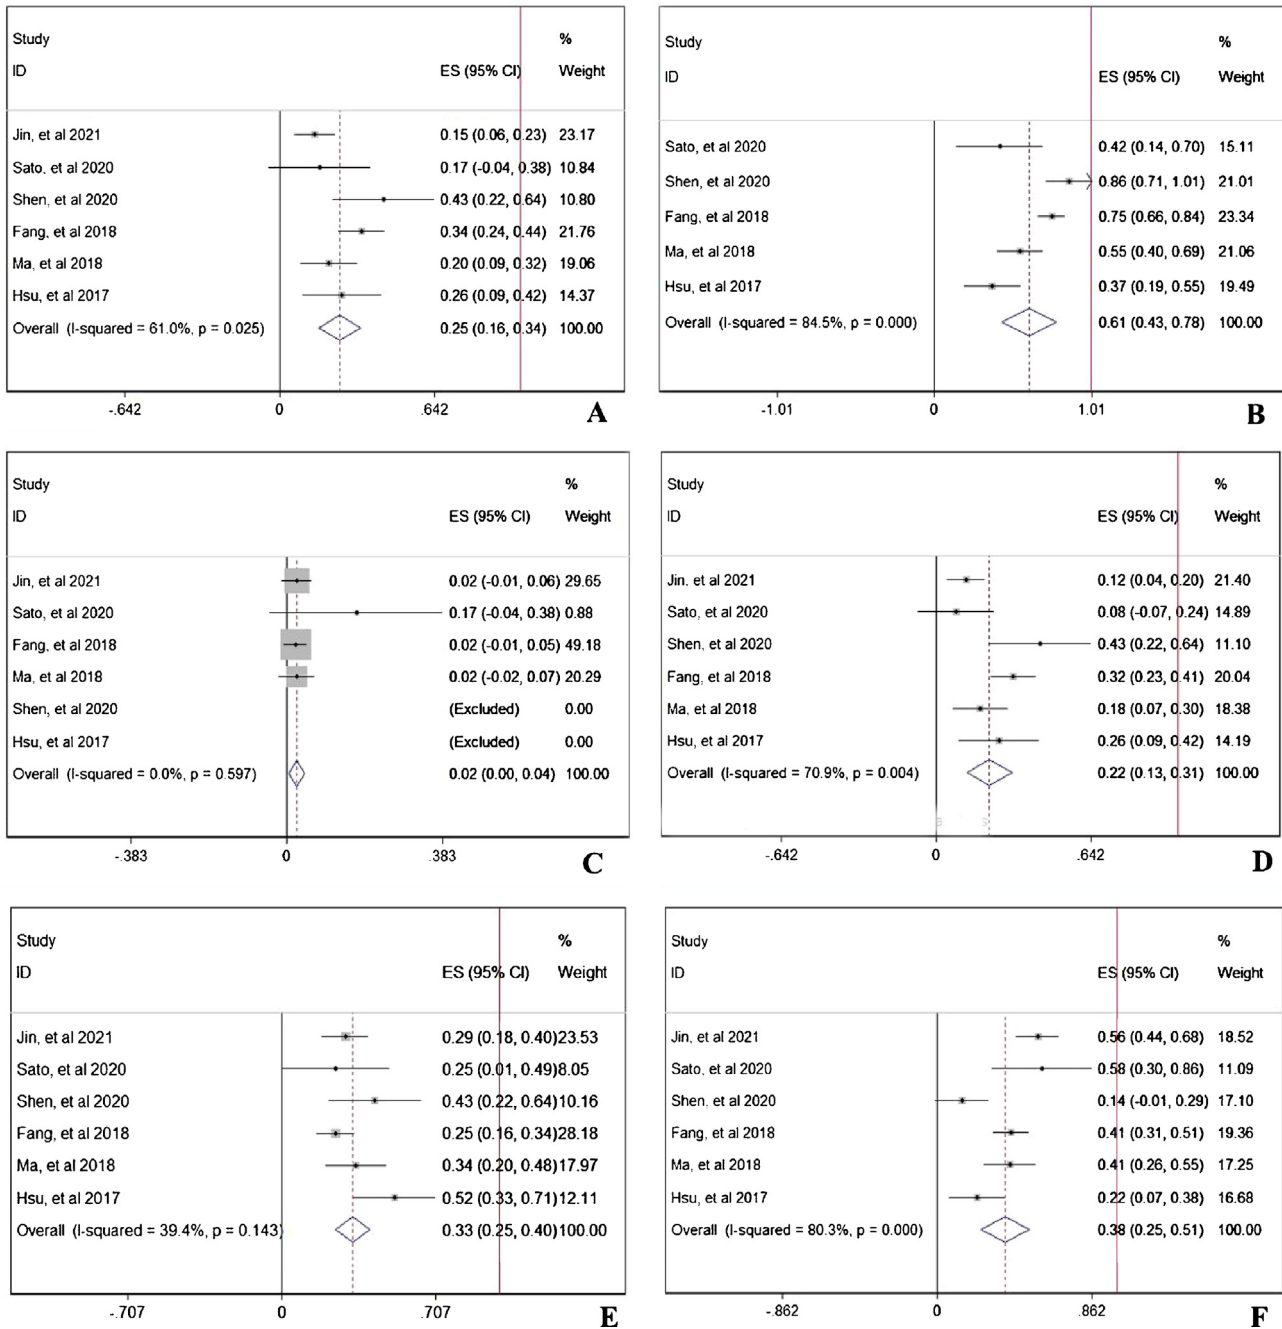 Study %
ID ES (95% CI) Weight
Jin, et al 2021 0.15 (0.06, 0.23) 23.17
Sato, et al 2020 0.17 (-0.04, 0.38) 10.84
Shen, et al 2020 0.43 (0.22, 0.64) 10.80
Fang, et al 2018 0.34 (0.24, 0.44) 21.76
Ma, et al 2018 0.20 (0.09, 0.32) 19.06
Hsu, et al 2017 0.26 (0.09, 0.42) 14.37
Overall (I-squared = 61.0%, p = 0.025) 0.25 (0.16, 0.34) 100.00
-.642 0 .642
A
Study %
ID ES (95% CI) Weight
Sato, et al 2020 0.42 (0.14, 0.70) 15.11
Shen, et al 2020 0.86 (0.71, 1.01) 21.01
Fang, et al 2018 0.75 (0.66, 0.84) 23.34
Ma, et al 2018 0.55 (0.40, 0.69) 21.06
Hsu, et al 2017 0.37 (0.19, 0.55) 19.49
Overall (I-squared = 84.5%, p = 0.000) 0.61 (0.43, 0.78) 100.00
-1.01 0 1.01
B
Study %
ID ES (95% CI) Weight
Jin, et al 2021 0.02 (-0.01, 0.06) 29.65
Sato, et al 2020 0.17 (-0.04, 0.38) 0.88
Fang, et al 2018 0.02 (-0.01, 0.05) 49.18
Ma, et al 2018 0.02 (-0.02, 0.07) 20.29
Shen, et al 2020 (Excluded) 0.00
Hsu, et al 2017 (Excluded) 0.00
Overall (I-squared = 0.0%, p = 0.597) 0.02 (0.00, 0.04) 100.00
-.383 0 .383
C
Study %
ID ES (95% CI) Weight
Jin, et al 2021 0.12 (0.04, 0.20) 21.40
Sato, et al 2020 0.08 (-0.07, 0.24) 14.89
Shen, et al 2020 0.43 (0.22, 0.64) 11.10
Fang, et al 2018 0.32 (0.23, 0.41) 20.04
Ma, et al 2018 0.18 (0.07, 0.30) 18.38
Hsu, et al 2017 0.26 (0.09, 0.42) 14.19
Overall (I-squared = 70.9%, p = 0.004) 0.22 (0.13, 0.31) 100.00
-.642 0 .642
D
Study %
ID ES (95% CI) Weight
Jin, et al 2021 0.29 (0.18, 0.40) 23.53
Sato, et al 2020 0.25 (0.01, 0.49) 8.05
Shen, et al 2020 0.43 (0.22, 0.64) 10.16
Fang, et al 2018 0.25 (0.16, 0.34) 28.18
Ma, et al 2018 0.34 (0.20, 0.48) 17.97
Hsu, et al 2017 0.52 (0.33, 0.71) 12.11
Overall (I-squared = 39.4%, p = 0.143) 0.33 (0.25, 0.40) 100.00
-.707 0 .707
E
Study %
ID ES (95% CI) Weight
Jin, et al 2021 0.56 (0.44, 0.68) 18.52
Sato, et al 2020 0.58 (0.30, 0.86) 11.09
Shen, et al 2020 0.14 (-0.01, 0.29) 17.10
Fang, et al 2018 0.41 (0.31, 0.51) 19.36
Ma, et al 2018 0.41 (0.26, 0.55) 17.25
Hsu, et al 2017 0.22 (0.07, 0.38) 16.68
Overall (I-squared = 80.3%, p = 0.000) 0.38 (0.25, 0.51) 100.00
-.862 0 .862
F